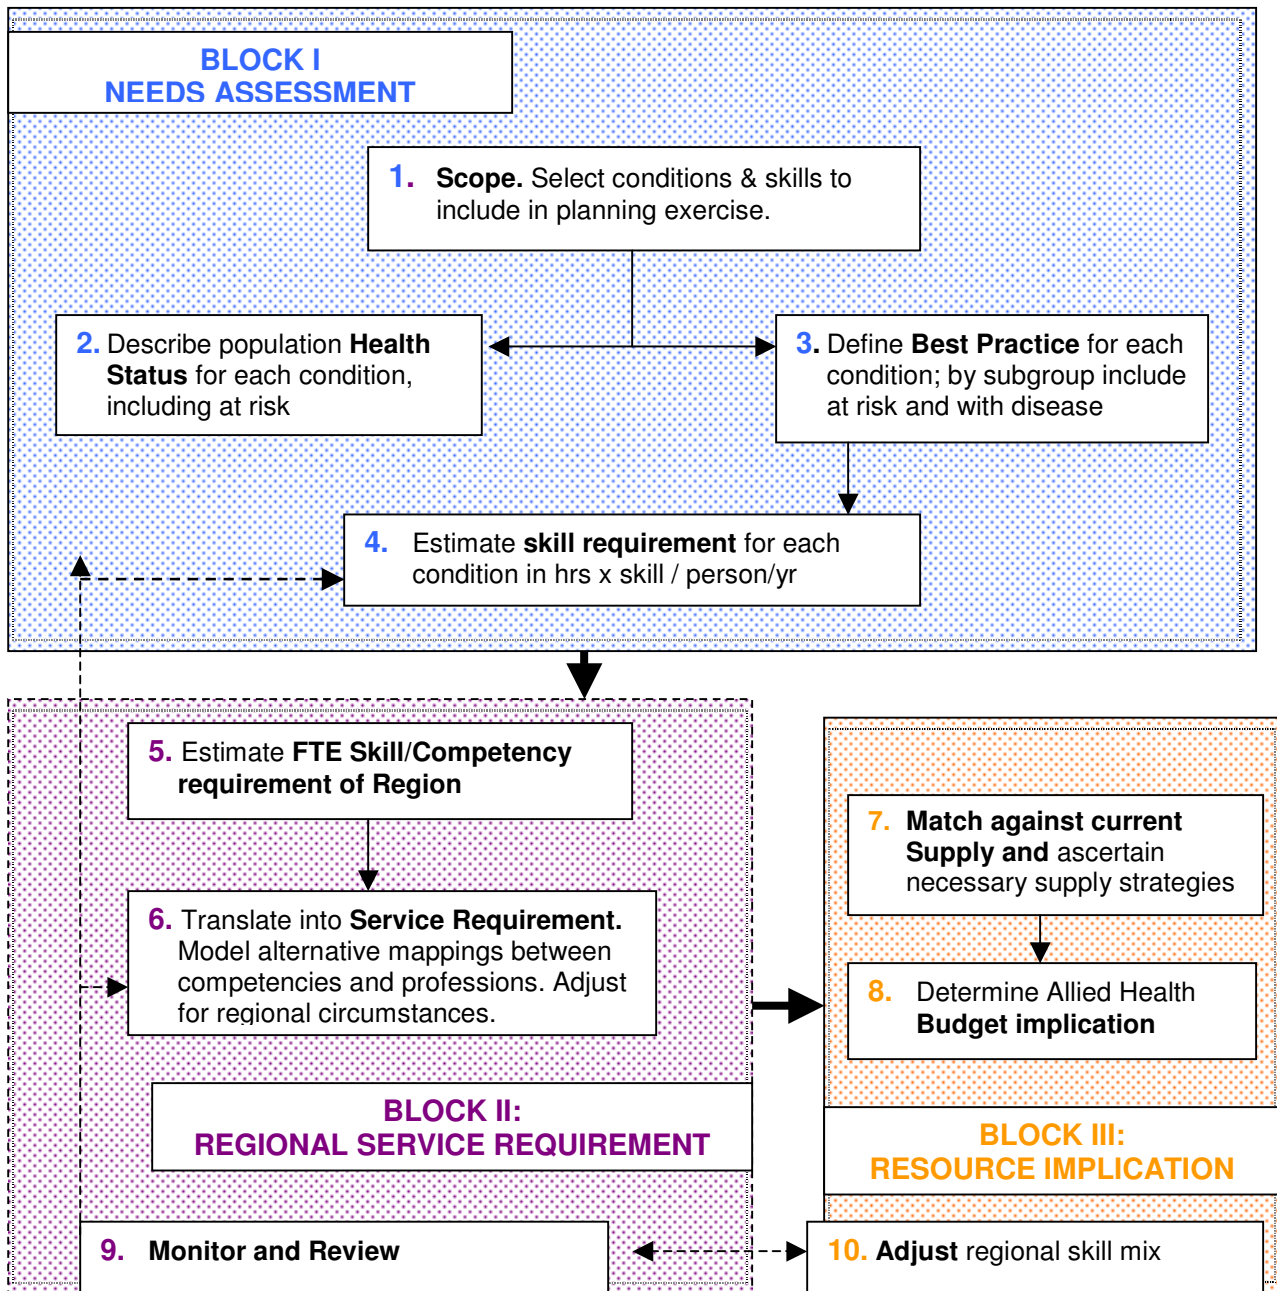 BLOCK I
NEEDS ASSESSMENT
1. Scope. Select conditions & skills to
include in planning exercise.
2. Describe population Health
Status for each condition,
including at risk
3. Define Best Practice for each
condition; by subgroup include
at risk and with disease
4. Estimate skill requirement for each
condition in hrs x skill / person/yr
5. Estimate FTE Skill/Competency
requirement of Region
6. Translate into Service Requirement.
Model alternative mappings between
competencies and professions. Adjust
for regional circumstances.
BLOCK II:
REGIONAL SERVICE REQUIREMENT
7. Match against current
Supply and ascertain
necessary supply strategies
8. Determine Allied Health
Budget implication
BLOCK III:
RESOURCE IMPLICATION
9. Monitor and Review
10. Adjust regional skill mix